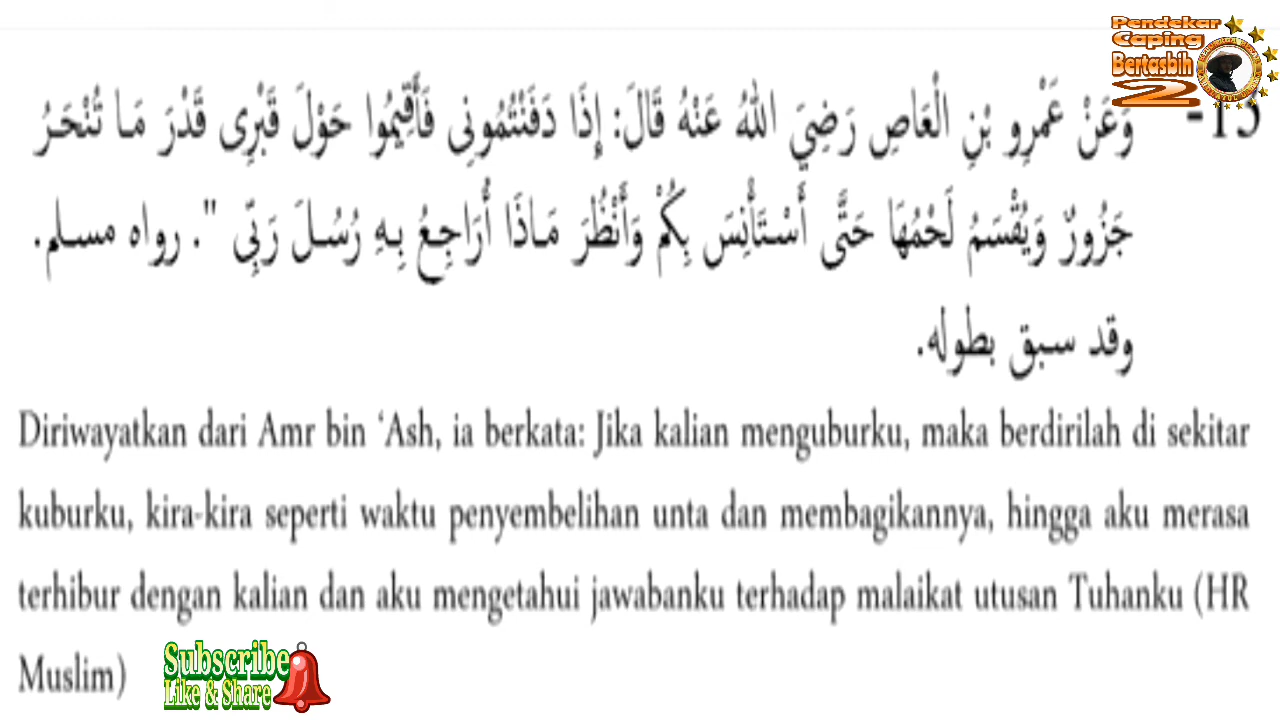 Pendekar
Caping
Bertasbih
2
15- وَعَنْ عَمْرِو بْنِ الْعَاصِ رَضِيَ اللهُ عَنْهُ قَالَ: إِذَا دَفَنْتُمُونِى فَأَقِيمُوا حَوْلَ قَبْرِى قَدْرَ مَا تُنْحَرُ
جَزُورٌ وَيُقْسَمُ لَحْمُهَا حَتَّى أَسْتَأْنِسَ بِكُمْ وَأَنْظُرَ مَاذَا أُرَاجِعُ بِهِ رُسُلَ رَبِّى ". رواه مسلم.
وقد سبق بطوله.
Diriwayatkan dari Amr bin ‘Ash, ia berkata: Jika kalian menguburku, maka berdirilah di sekitar
kuburku, kira-kira seperti waktu penyembelihan unta dan membagikannya, hingga aku merasa
terhibur dengan kalian dan aku mengetahui jawabanku terhadap malaikat utusan Tuhanku (HR
Muslim)
Subscribe
Like & Share